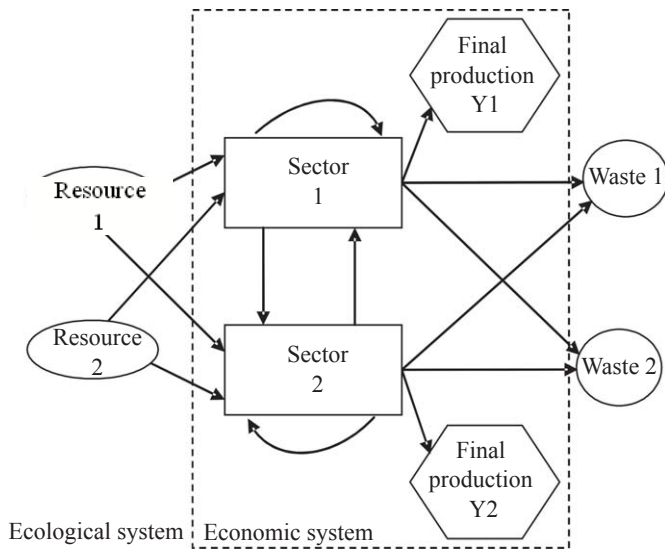 Final
production
Y1
Sector
1
Waste 1
Resource
1
Resource
2
Sector
2
Waste 2
Final
production
Y2
Ecological system
Economic system